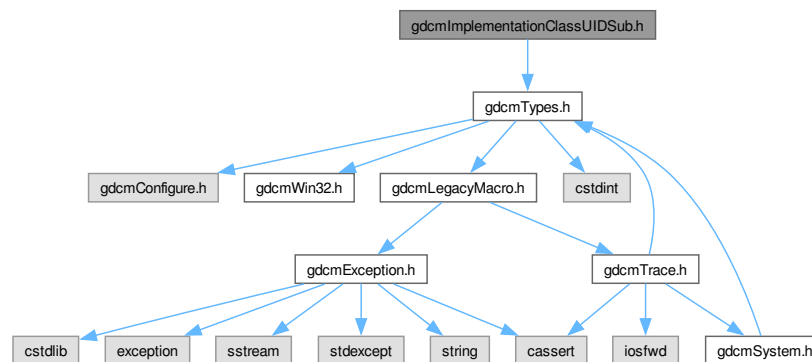 gdcmImplementationClassUIDSub.h
gdcmTypes.h
gdcmConfigure.h
gdcmWin32.h
gdcmLegacyMacro.h
cstdint
gdcmException.h
gdcmTrace.h
cstdlib
exception
sstream
stdexcept
string
cassert
iosfwd
gdcmSystem.h